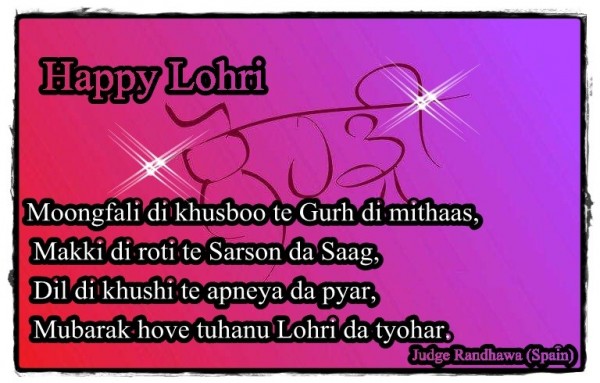 Happy Lohri
ਲੋਹੜੀ
Moongfali di khusboo te Gurh di mithaas,
Makki di roti te Sarson da Saag,
Dil di khushi te apneya da pyar,
Mubarak hove tuhanu Lohri da tyohar.
Judge Randhawa (Spain)